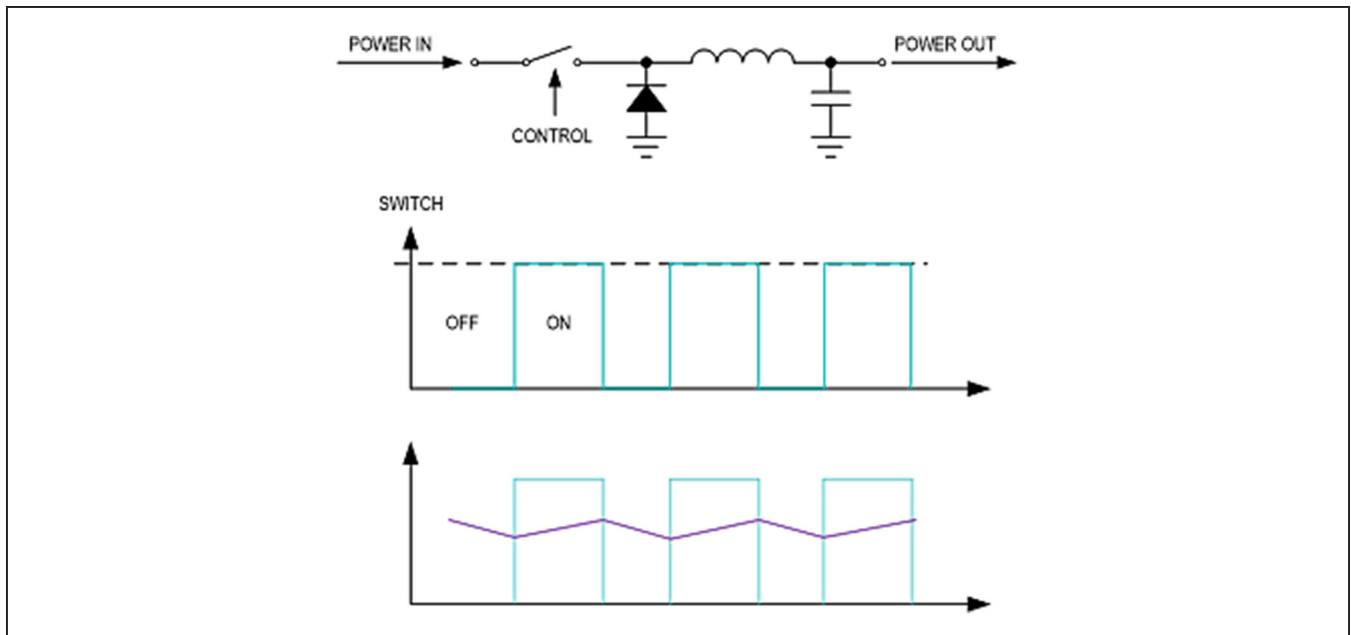 POWER IN
POWER OUT
CONTROL
SWITCH
OFF
ON